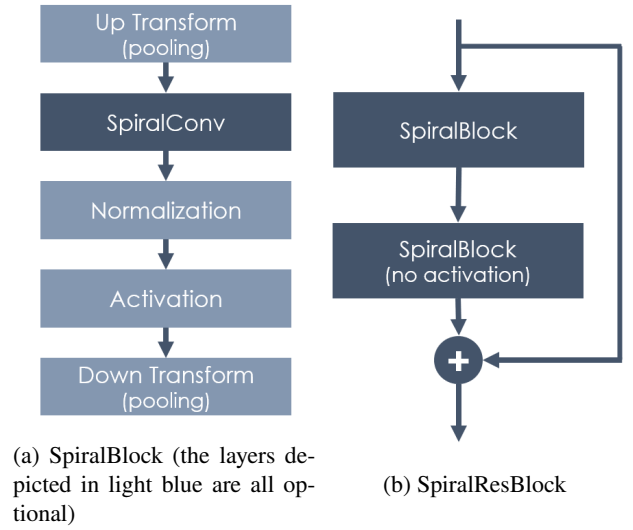 Up Transform
(pooling)
SpiralConv
Normalization
Activation
Down Transform
(pooling)
(a) SpiralBlock (the layers de-
picted in light blue are all op-
tional)
SpiralBlock
SpiralBlock
(no activation)
+
(b) SpiralResBlock